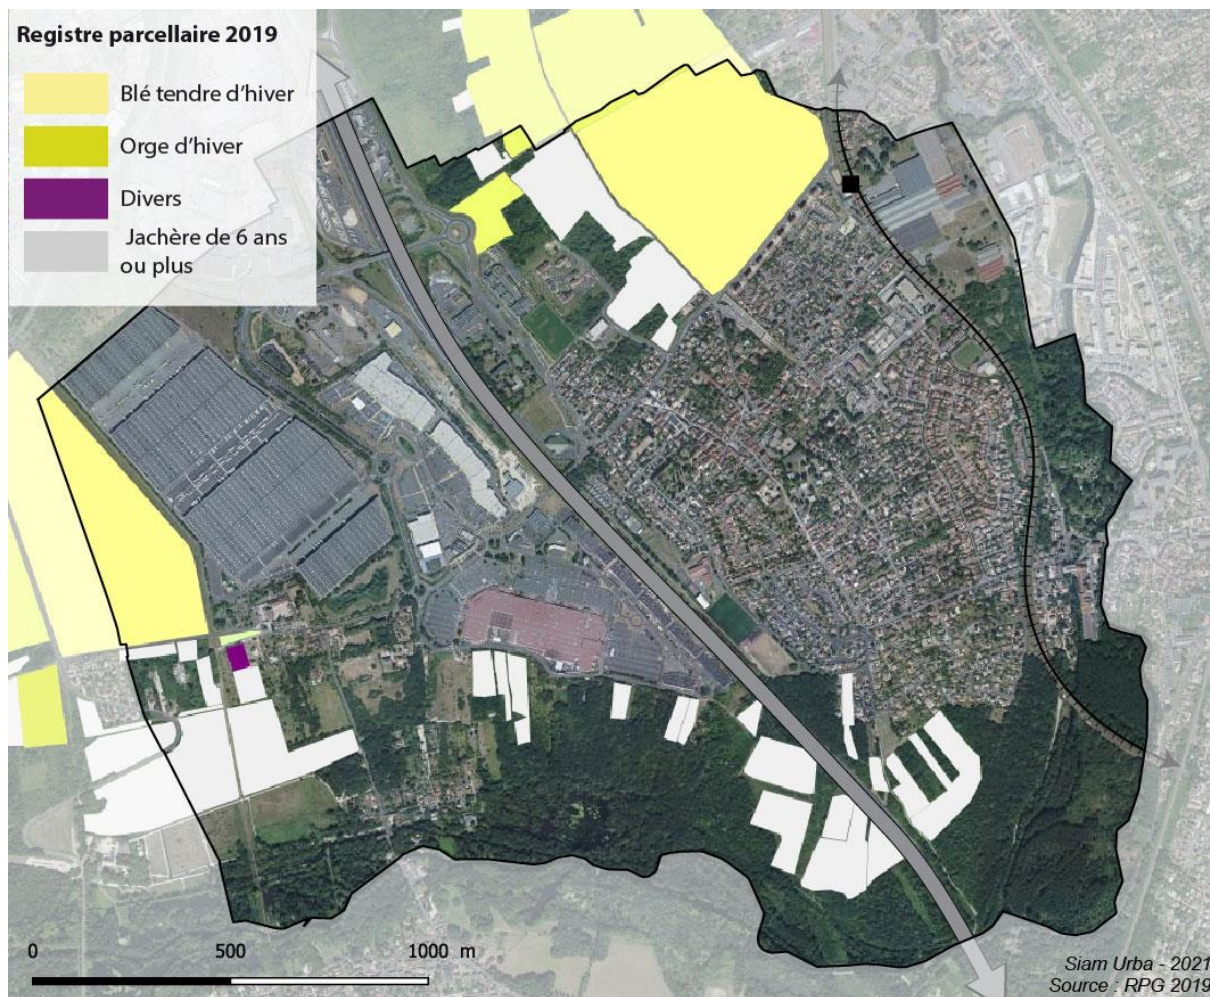 Registre parcellaire 2019
Blé tendre d'hiver
Orge d'hiver
Divers
Jachère de 6 ans
ou plus
0 500 1000 m
Siam Urba - 2021
Source : RPG 2019